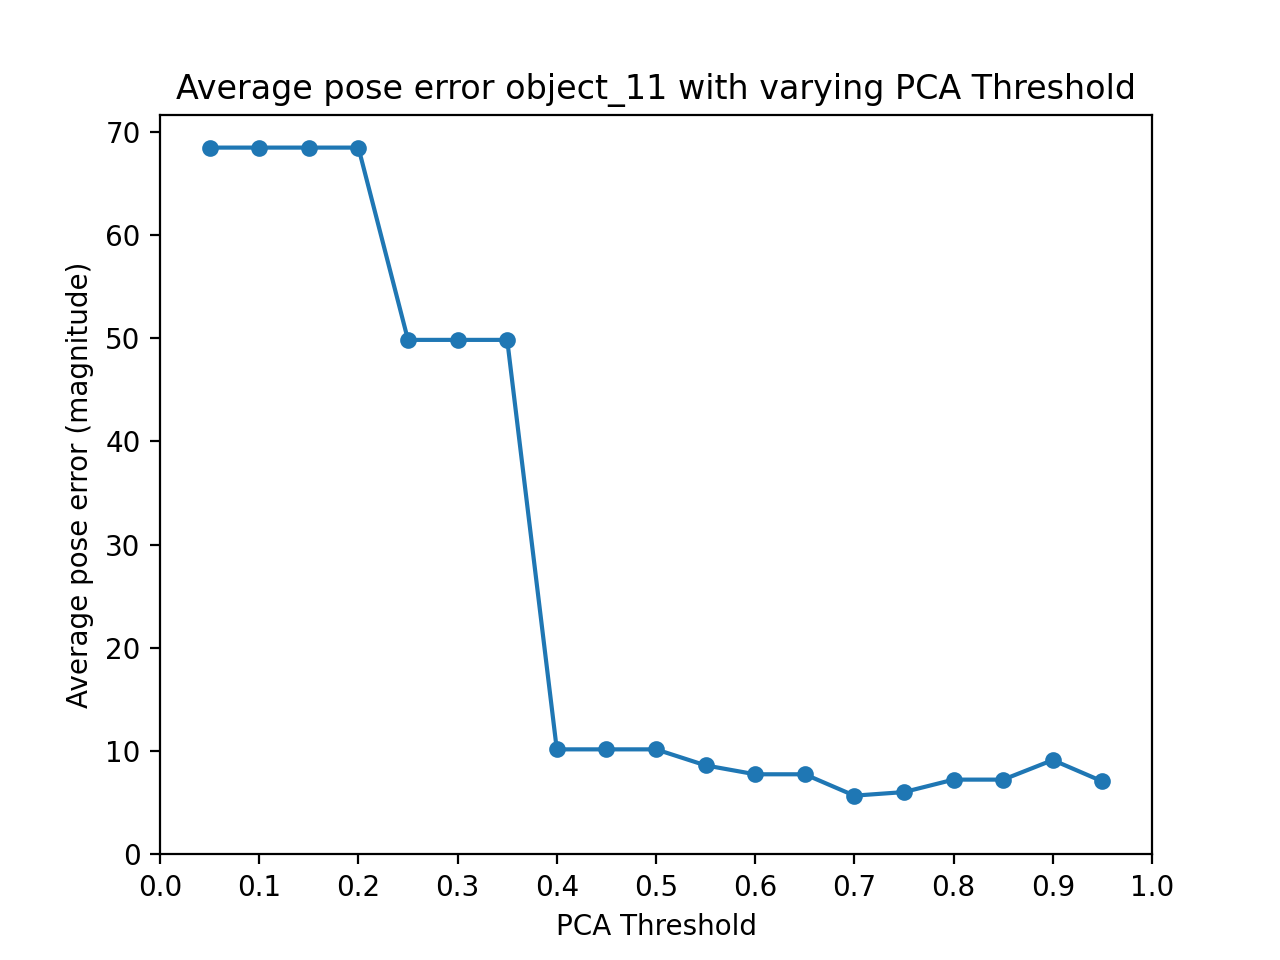 Average pose error object_11 with varying PCA Threshold
70
60
50
40
30
20
10
0
Average pose error (magnitude)
0.0 0.1 0.2 0.3 0.4 0.5 0.6 0.7 0.8 0.9 1.0
PCA Threshold